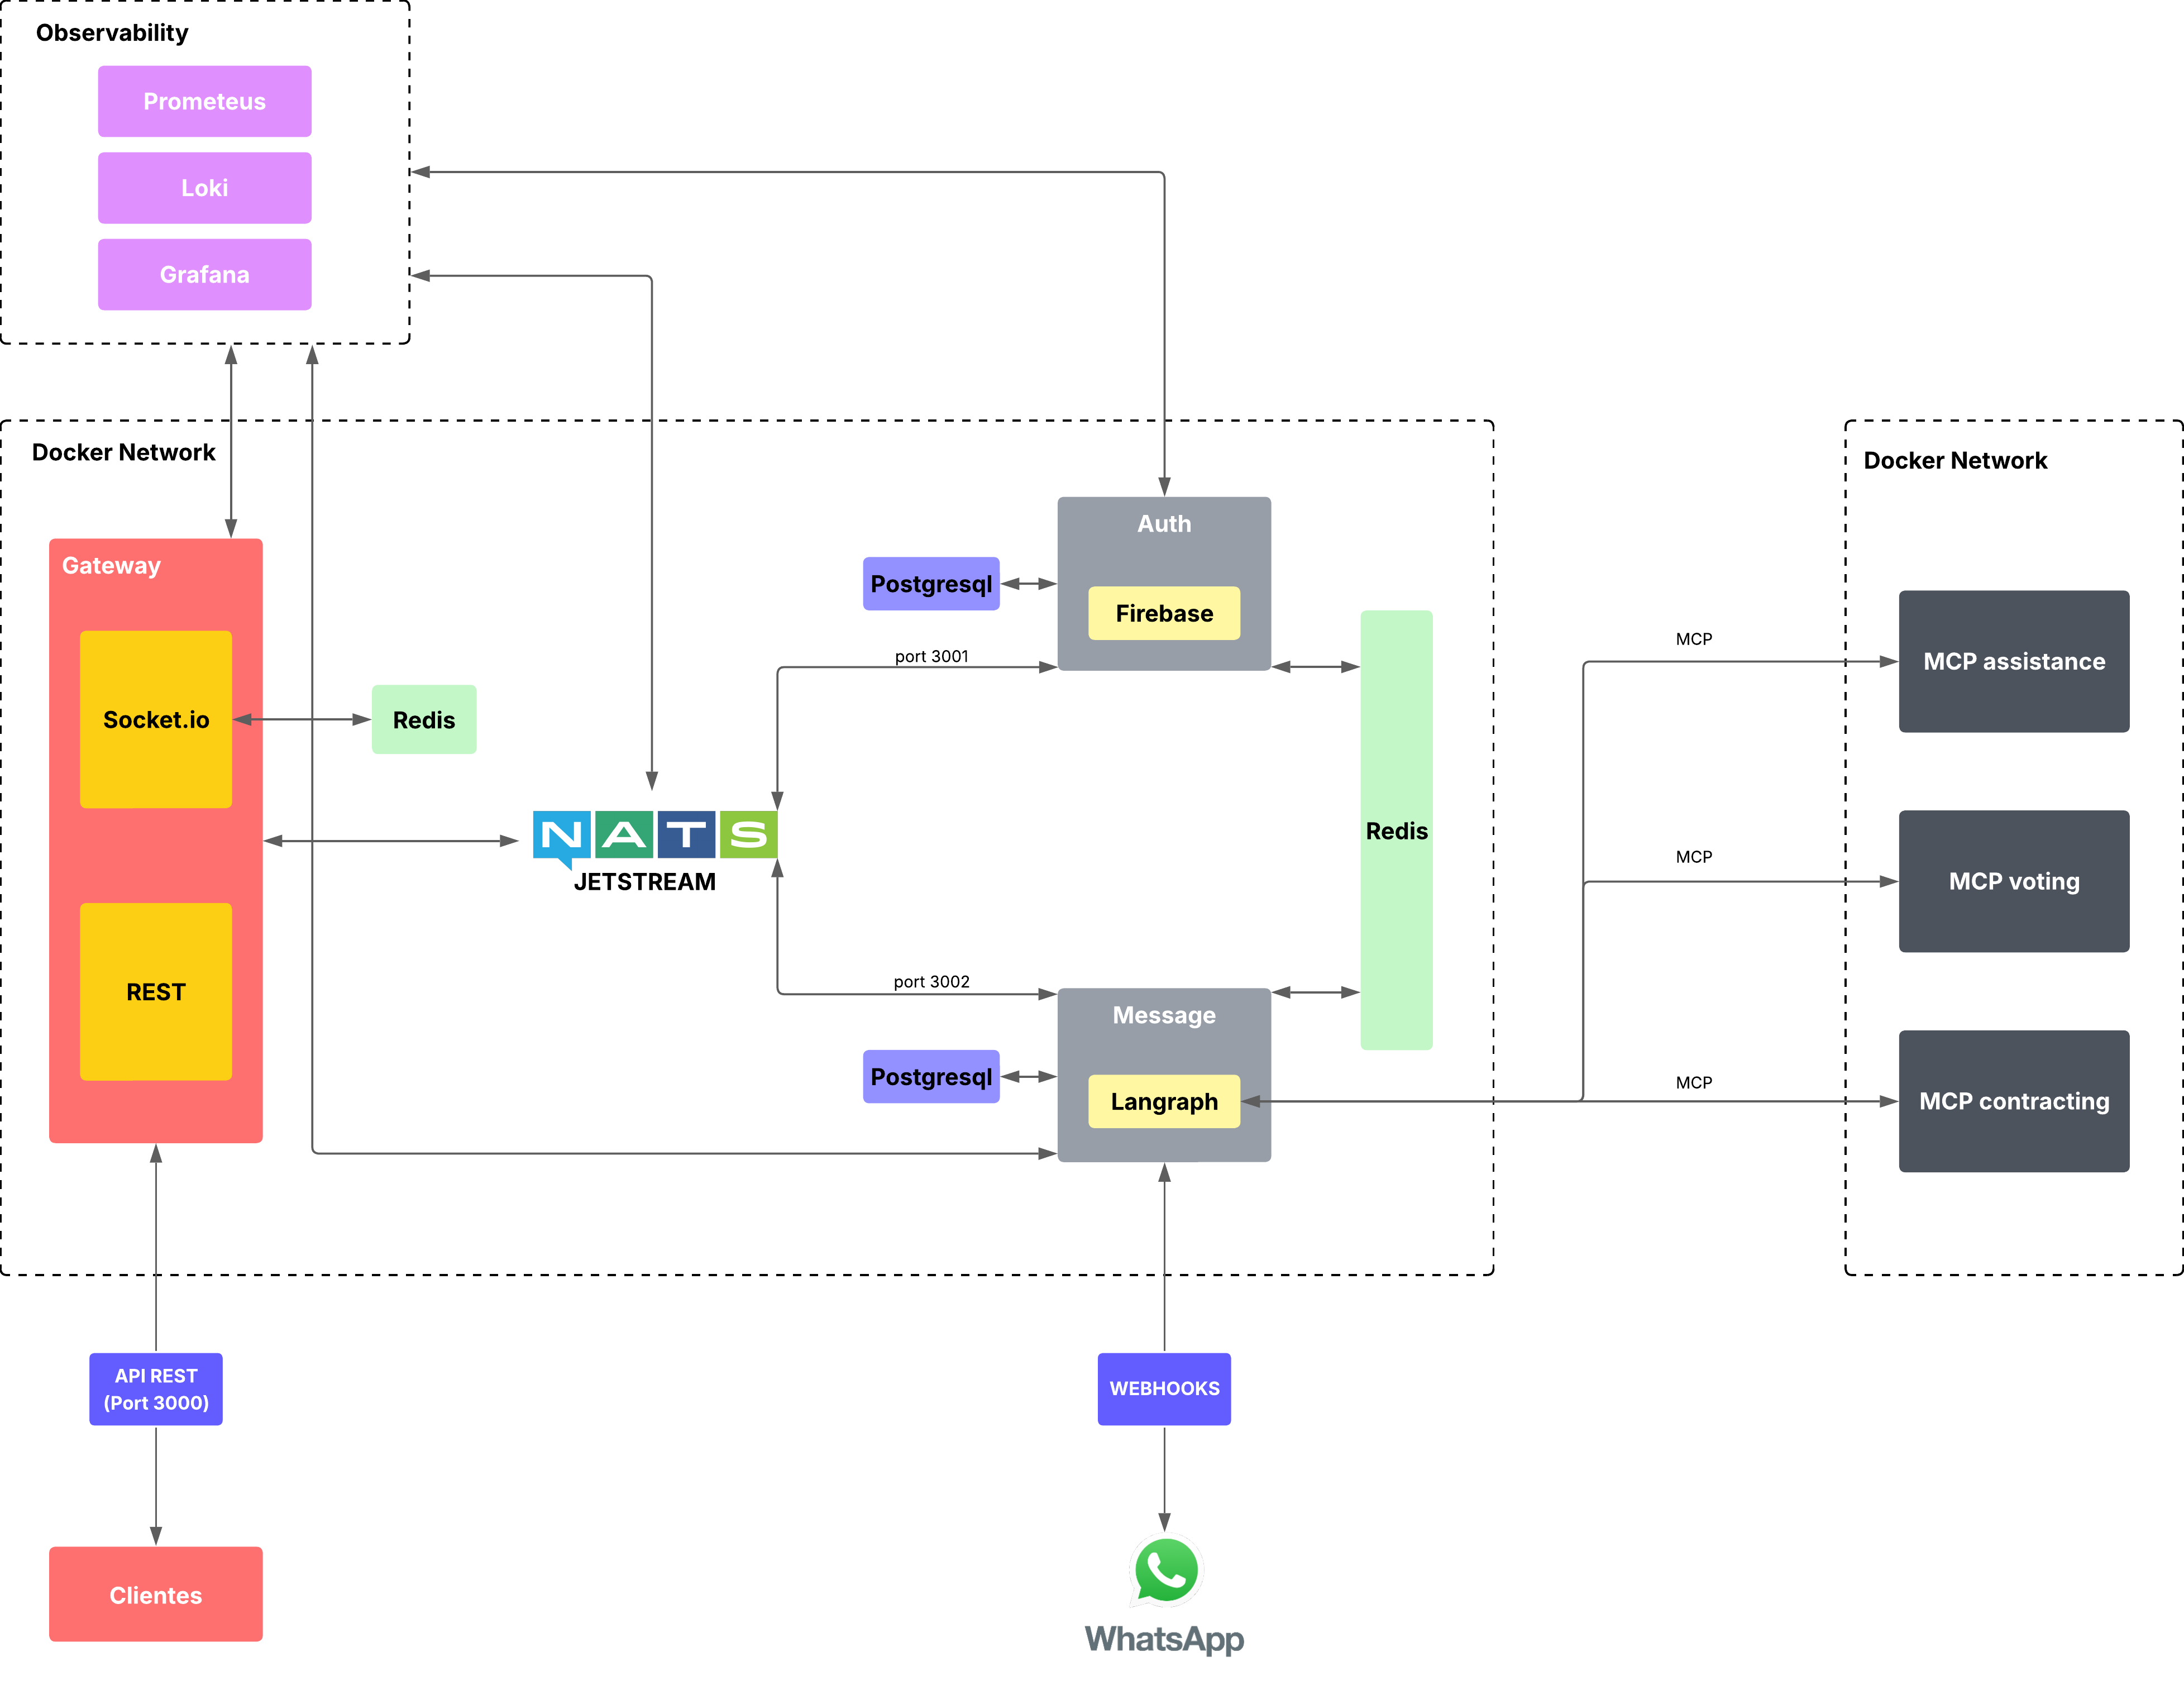 Observability
Prometeus
Loki
Grafana
Docker Network
Gateway
Socket.io
REST
Redis
NATS
JETSTREAM
Postgresql
Auth
Firebase
port 3001
Redis
port 3002
Message
Postgresql
Langraph
Docker Network
MCP
MCP assistance
MCP
MCP voting
MCP
MCP contracting
API REST
(Port 3000)
WEBHOOKS
Clientes
WhatsApp